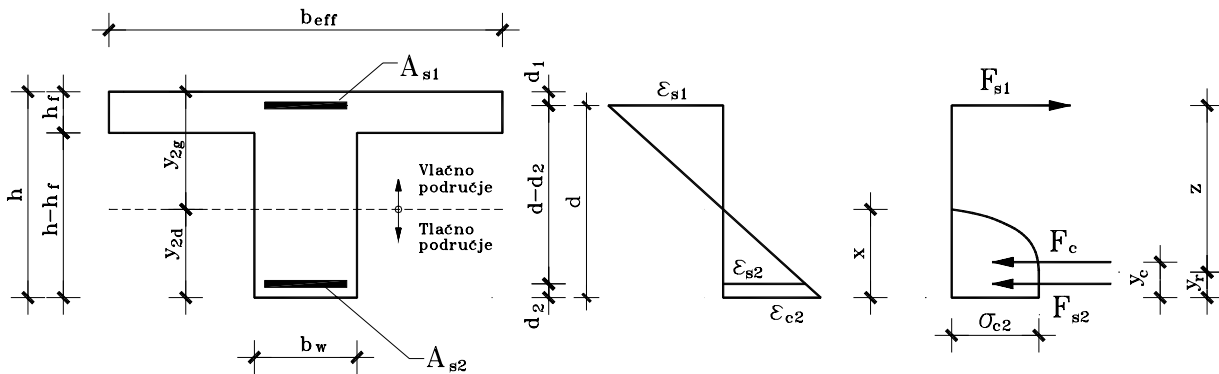 b_eff
A_s1
h
h_f
h-h_f
y_2g
y_2d
Vlačno
područje
Tlačno
područje
b_w
A_s2
d_1
d-d_2
d_2
d
ε_s1
ε_s2
ε_c2
x
F_s1
F_c
F_s2
σ_c2
z
y_c
y_r